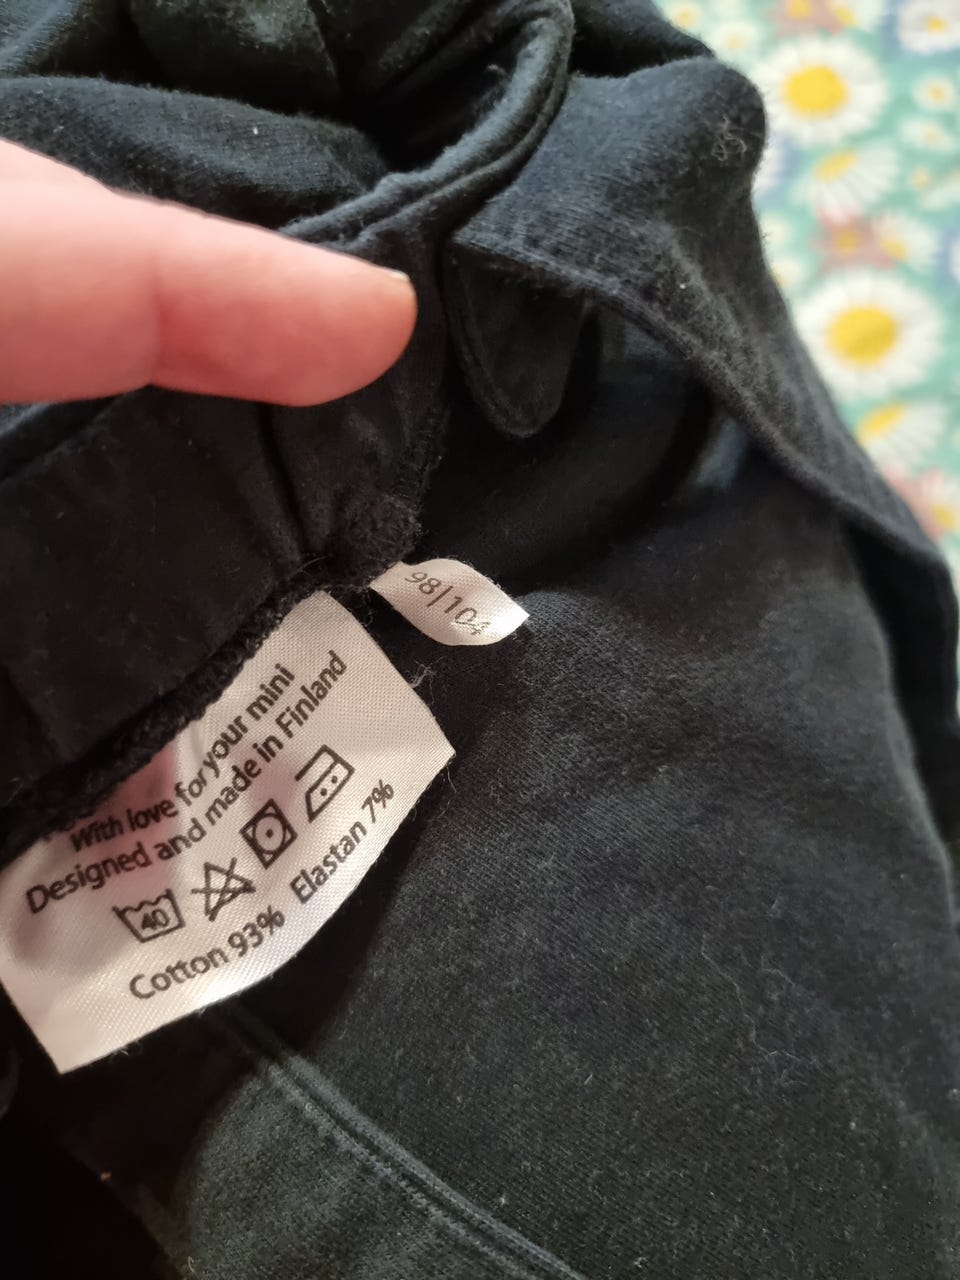 98|104
With love for your mini
Designed and made in Finland
40
Cotton 93% Elastan 7%